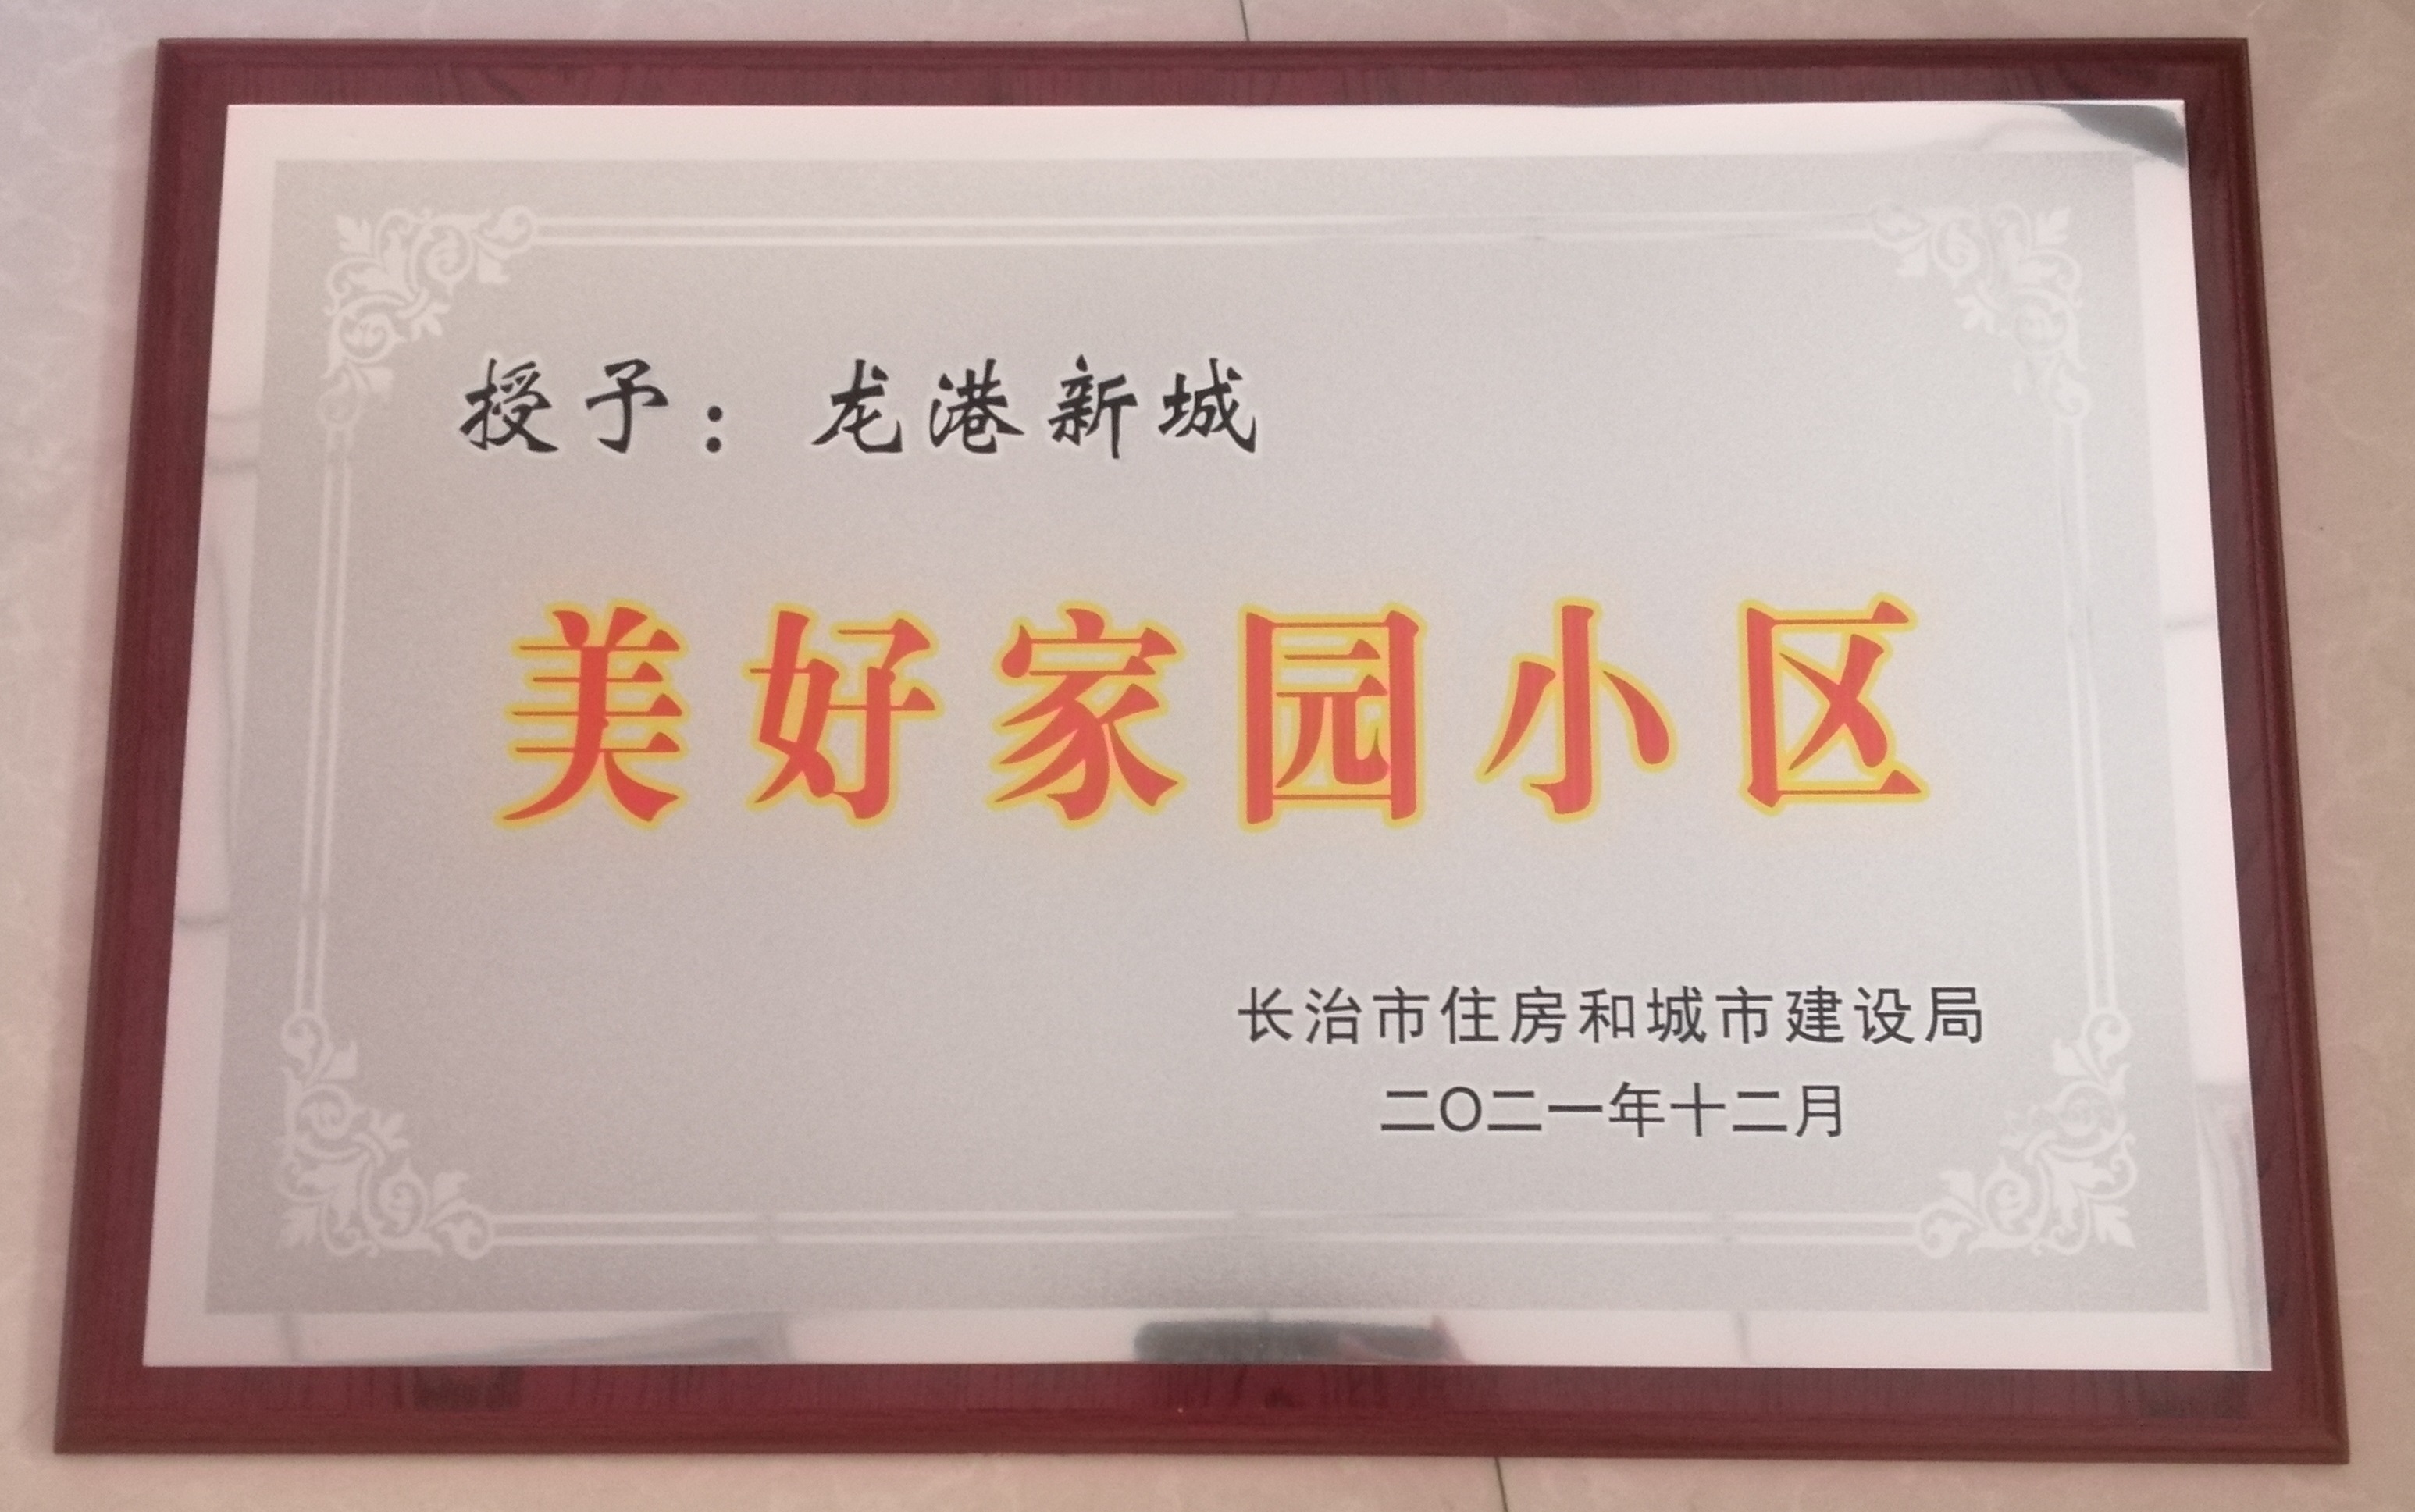 授予：龙港新城
美好家园小区
长治市住房和城市建设局
二〇二一年十二月